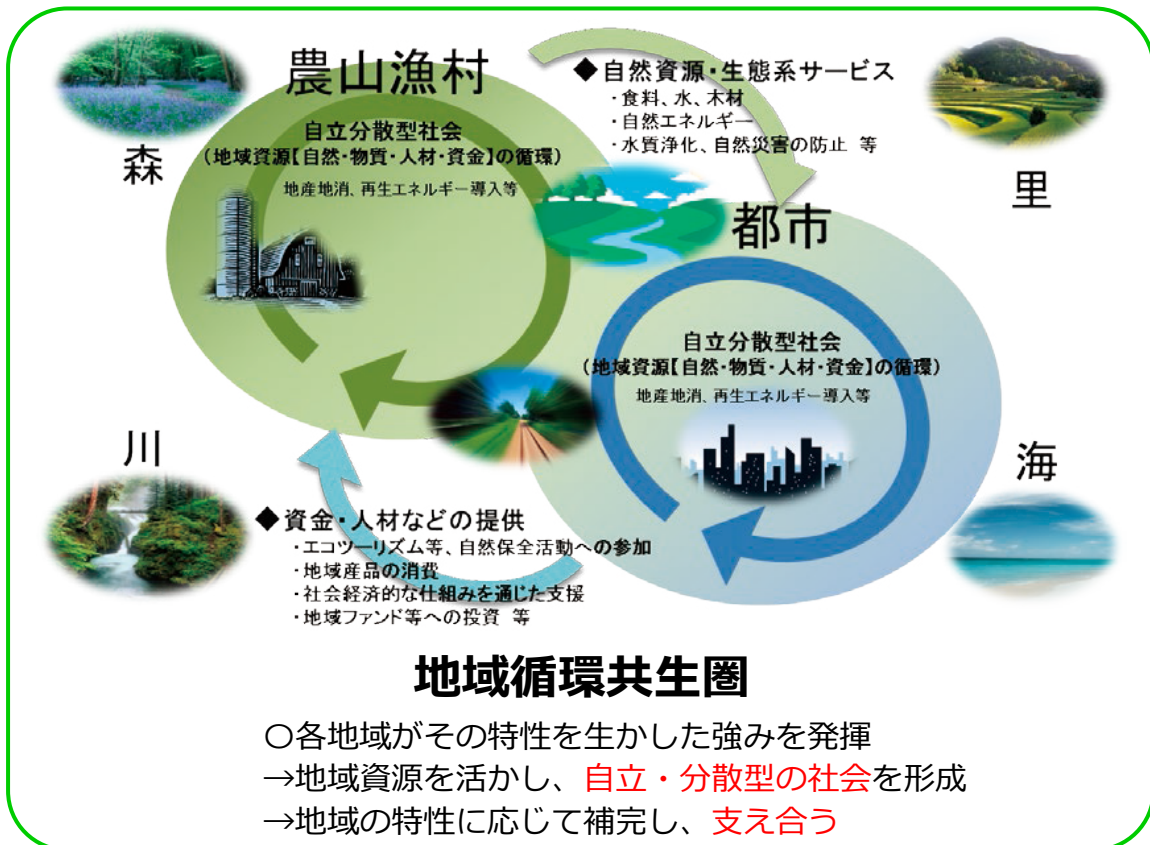 農山漁村
自立分散型社会
（地域資源【自然・物質・人材・資金】の循環）
地産地消、再生エネルギー導入等
◆自然資源・生態系サービス
・食料、水、木材
・自然エネルギー
・水質浄化、自然災害の防止 等
森
里
都市
自立分散型社会
（地域資源【自然・物質・人材・資金】の循環）
地産地消、再生エネルギー導入等
川
海
◆資金・人材などの提供
・エコツーリズム等、自然保全活動への参加
・地域産品の消費
・社会経済的な仕組みを通じた支援
・地域ファンド等への投資 等
地域循環共生圏
〇各地域がその特性を生かした強みを発揮
→地域資源を活かし、自立・分散型の社会を形成
→地域の特性に応じて補完し、支え合う